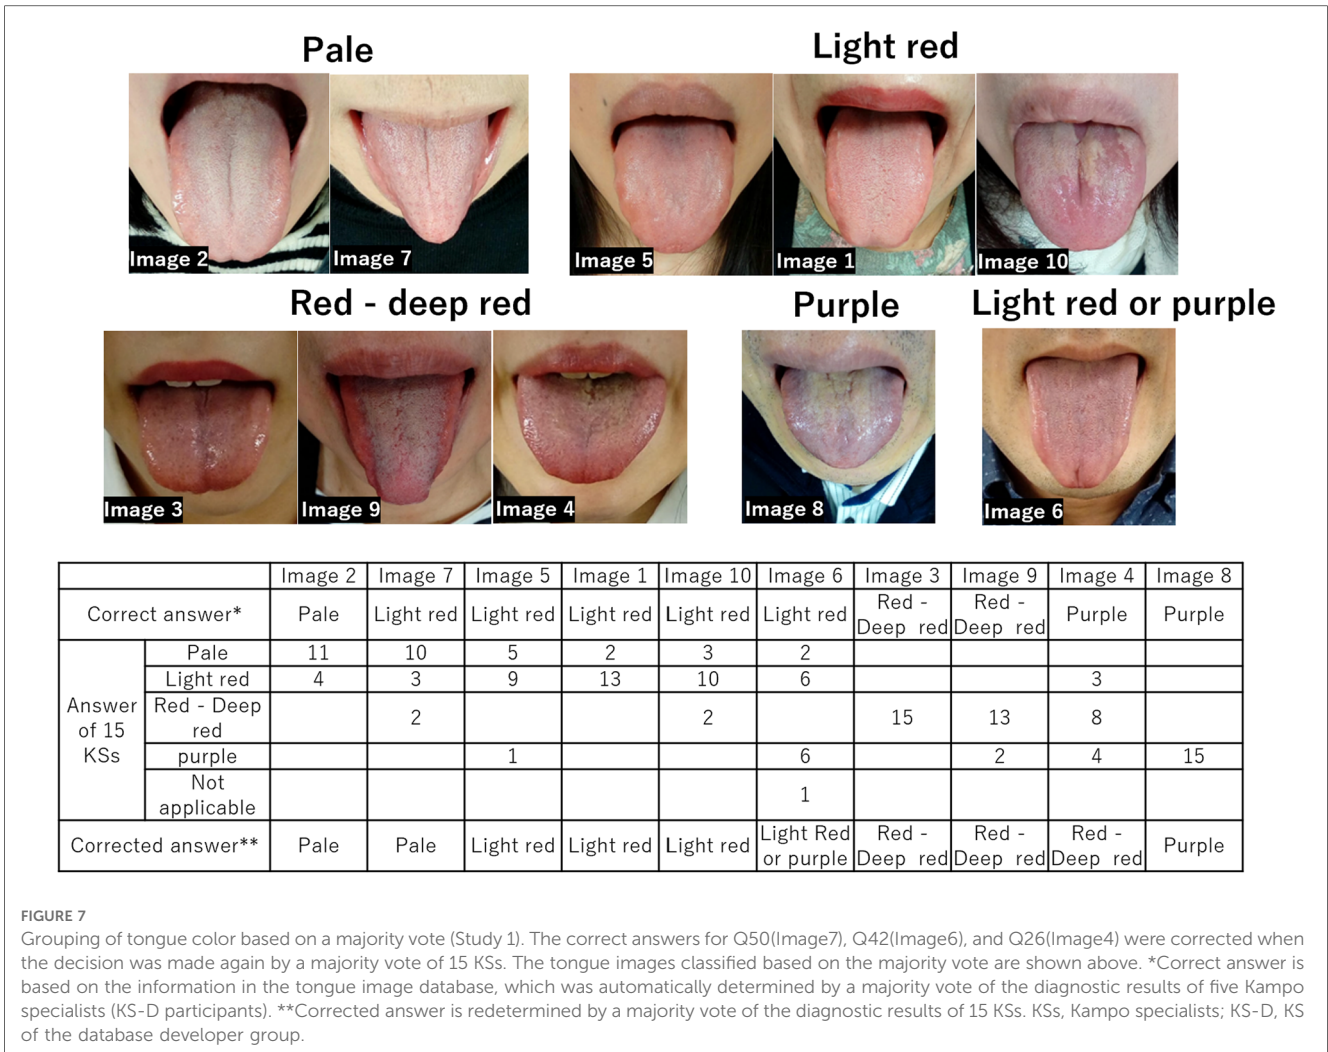 Pale
Light red
Image 2
Image 7
Image 5
Image 1
Image 10
Red - deep red
Purple
Light red or purple
Image 3
Image 9
Image 4
Image 8
Image 6
Image 2 Image 7 Image 5 Image 1 Image 10 Image 6 Image 3 Image 9 Image 4 Image 8
Correct answer* Pale Light red Light red Light red Light red Light red Red - Deep red Red - Deep red Purple Purple
Answer of 15 KSs
Pale 11 10 5 2 3 2
Light red 4 3 9 13 10 6 3
Red - Deep red 2 2 15 13 8
purple 1 6 2 4 15
Not applicable 1
Corrected answer** Pale Pale Light red Light red Light red Light Red or purple Red - Deep red Red - Deep red Red - Deep red Purple
FIGURE 7
Grouping of tongue color based on a majority vote (Study 1). The correct answers for Q50(Image7), Q42(Image6), and Q26(Image4) were corrected when
the decision was made again by a majority vote of 15 KSs. The tongue images classified based on the majority vote are shown above. *Correct answer is
based on the information in the tongue image database, which was automatically determined by a majority vote of the diagnostic results of five Kampo
specialists (KS-D participants). **Corrected answer is redetermined by a majority vote of the diagnostic results of 15 KSs. KSs, Kampo specialists; KS-D, KS
of the database developer group.